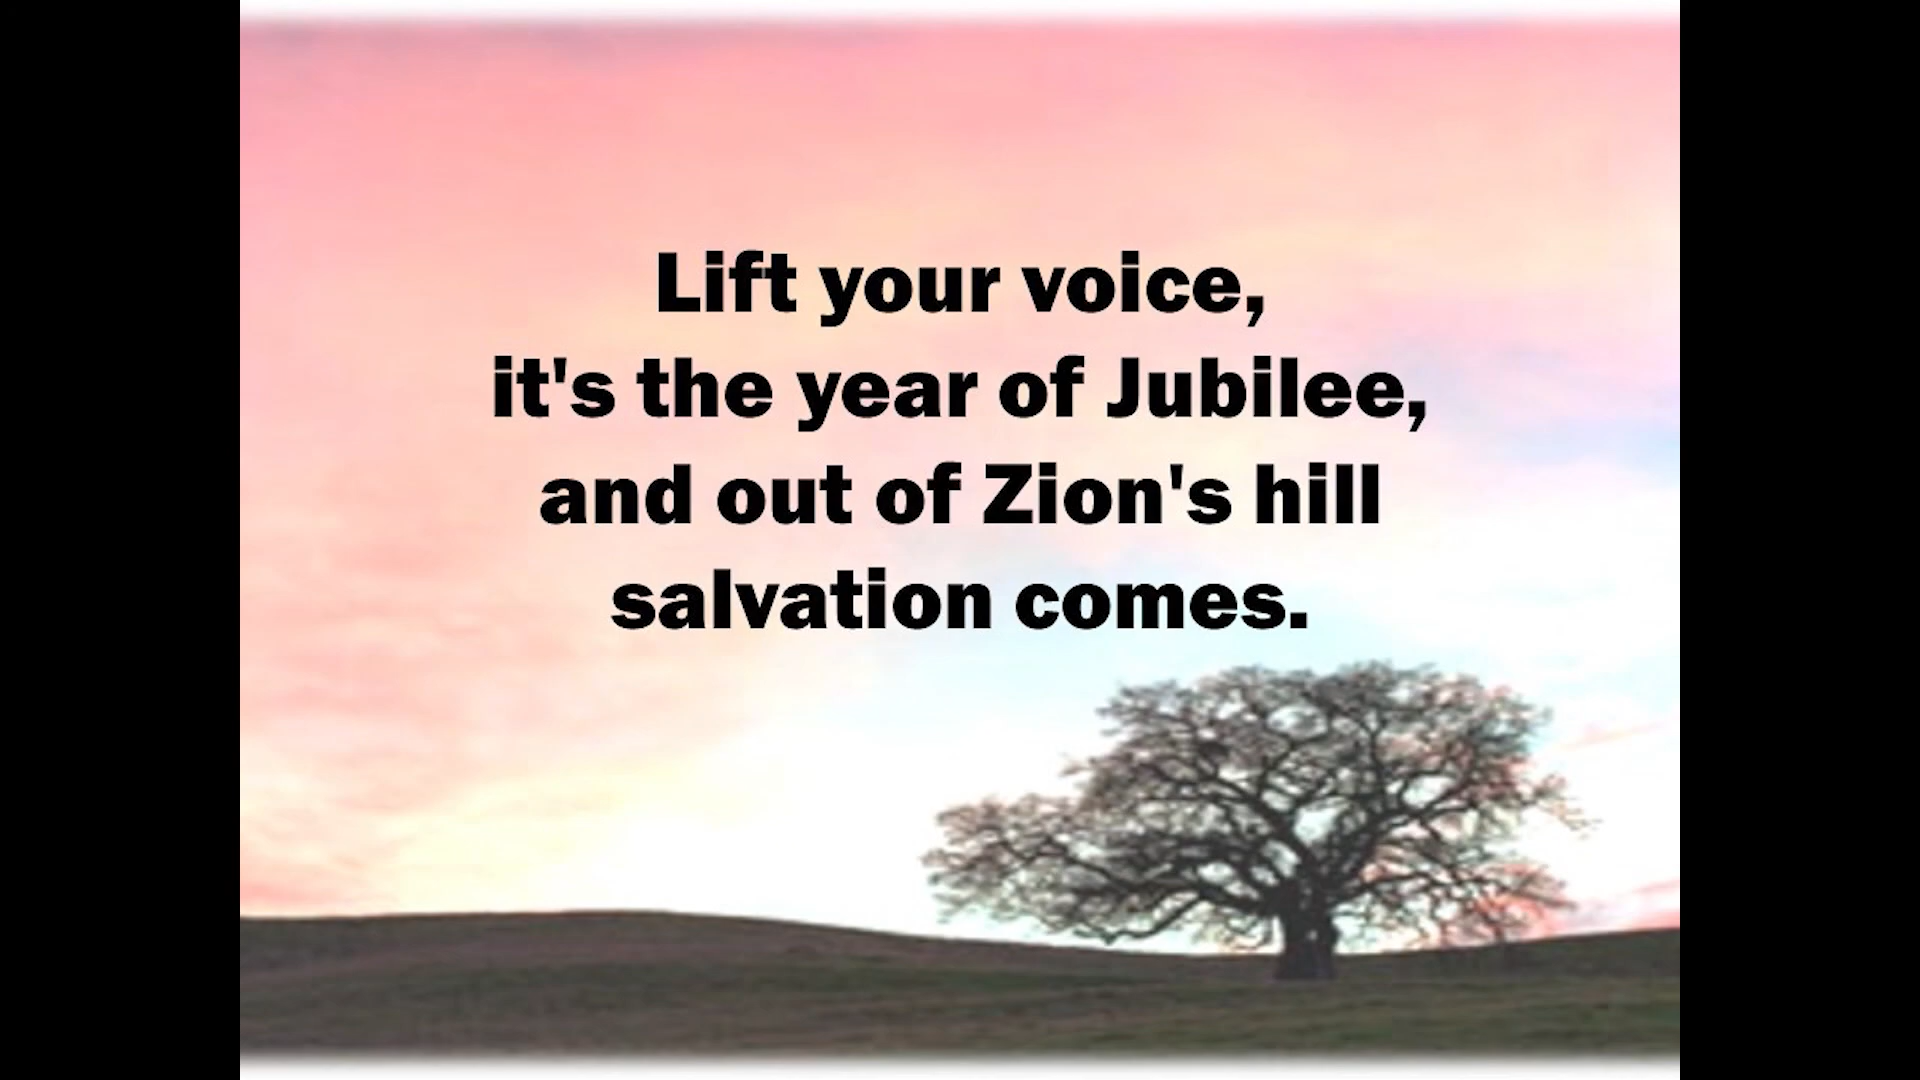 Lift your voice,
it's the year of Jubilee,
and out of Zion's hill
salvation comes.